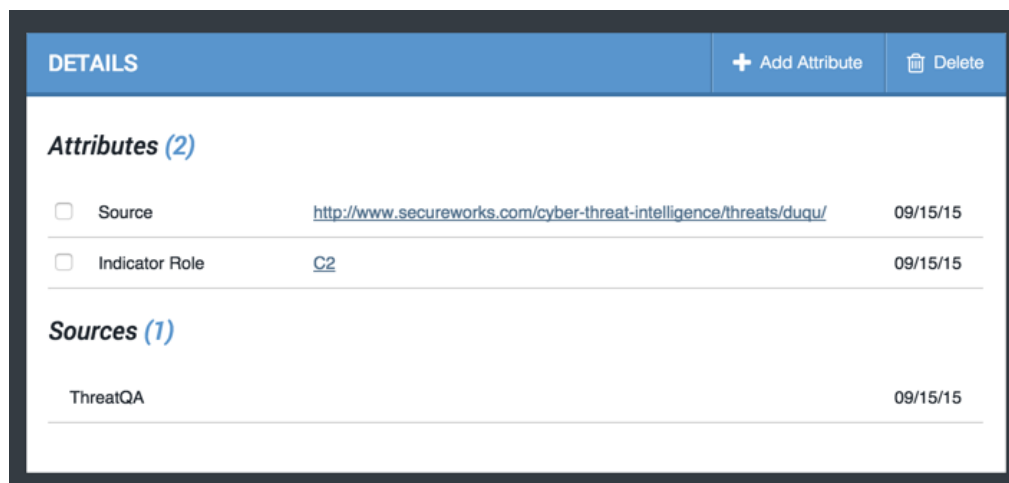 DETAILS Add Attribute Delete
Attributes (2)
Source http://www.secureworks.com/cyber-threat-intelligence/threats/duqu/ 09/15/15
Indicator Role C2 09/15/15
Sources (1)
ThreatQA 09/15/15